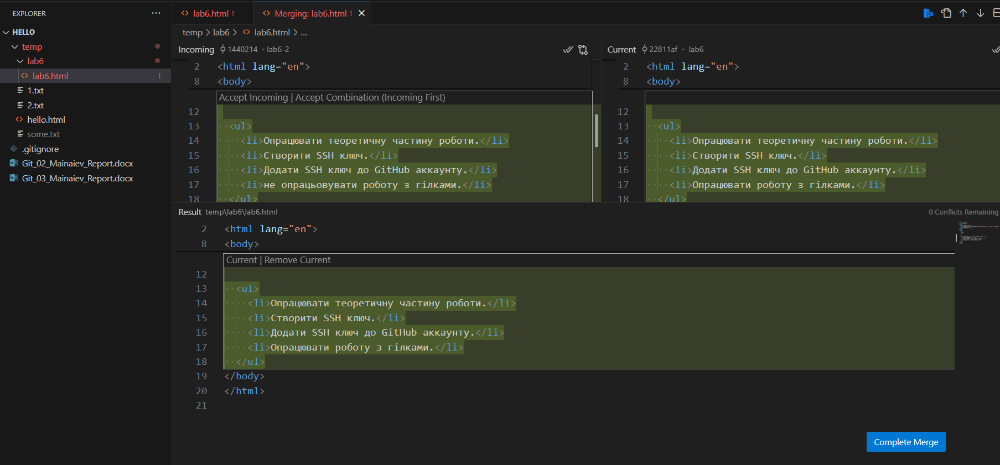 EXPLORER ...
HELLO
temp
lab6
lab6.html !
1.txt
2.txt
hello.html
some.txt
.gitignore
Git_02_Mainaiev_Report.docx
Git_03_Mainaiev_Report.docx
lab6.html ! Merging: lab6.html !
temp > lab6 > lab6.html > ...
Incoming 1440214 • lab6-2
2 <html lang="en">
8 <body>
Accept Incoming | Accept Combination (Incoming First)
12
13 <ul>
14 <li>Опрацювати теоретичну частину роботи.</li>
15 <li>Створити SSH ключ.</li>
16 <li>Додати SSH ключ до GitHub аккаунту.</li>
17 <li>не опрацьовувати роботу з гілками.</li>
18 </ul>
Current 22811af • lab6
2 <html lang="en">
8 <body>
12
13 <ul>
14 <li>Опрацювати теоретичну частину роботи.</li>
15 <li>Створити SSH ключ.</li>
16 <li>Додати SSH ключ до GitHub аккаунту.</li>
17 <li>Опрацювати роботу з гілками.</li>
18 </ul>
Result temp\lab6\lab6.html 0 Conflicts Remaining
2 <html lang="en">
8 <body>
Current | Remove Current
12
13 <ul>
14 <li>Опрацювати теоретичну частину роботи.</li>
15 <li>Створити SSH ключ.</li>
16 <li>Додати SSH ключ до GitHub аккаунту.</li>
17 <li>Опрацювати роботу з гілками.</li>
18 </ul>
19 </body>
20 </html>
21
Complete Merge